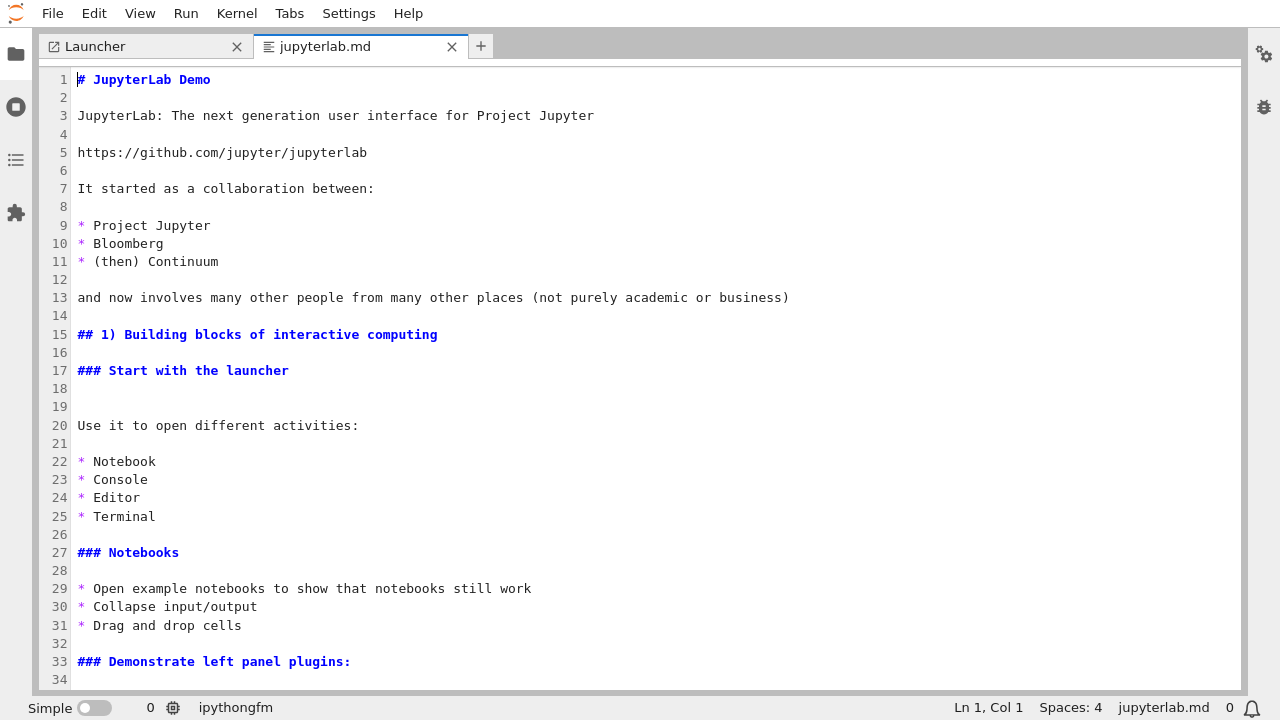 File Edit View Run Kernel Tabs Settings Help
Launcher jupyterlab.md
1 # JupyterLab Demo
2
3 JupyterLab: The next generation user interface for Project Jupyter
4
5 https://github.com/jupyter/jupyterlab
6
7 It started as a collaboration between:
8
9 * Project Jupyter
10 * Bloomberg
11 * (then) Continuum
12
13 and now involves many other people from many other places (not purely academic or business)
14
15 ## 1) Building blocks of interactive computing
16
17 ### Start with the launcher
18
19
20 Use it to open different activities:
21
22 * Notebook
23 * Console
24 * Editor
25 * Terminal
26
27 ### Notebooks
28
29 * Open example notebooks to show that notebooks still work
30 * Collapse input/output
31 * Drag and drop cells
32
33 ### Demonstrate left panel plugins:
34
Simple 0 ipythongfm Ln 1, Col 1 Spaces: 4 jupyterlab.md 0